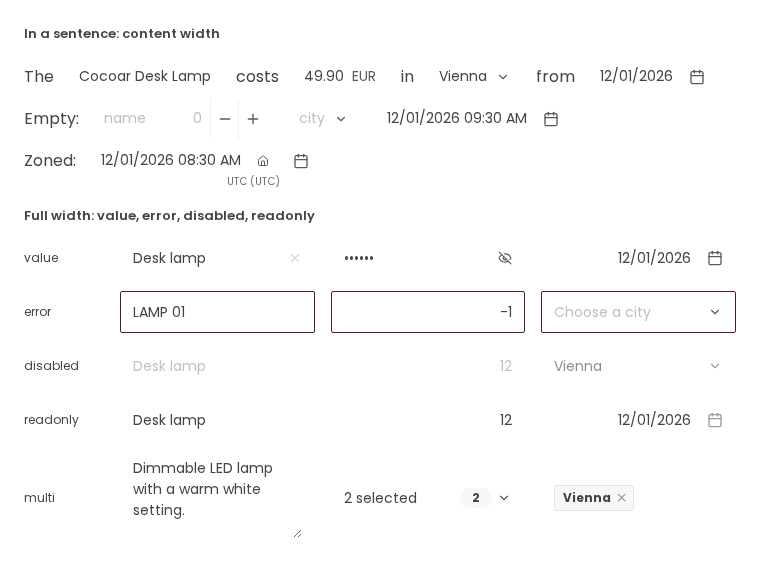 In a sentence: content width
The Cocoar Desk Lamp costs 49.90 EUR in Vienna from 12/01/2026
Empty: name 0 city 12/01/2026 09:30 AM
Zoned: 12/01/2026 08:30 AM
UTC (UTC)
Full width: value, error, disabled, readonly
value Desk lamp •••••• 12/01/2026
error LAMP 01 -1 Choose a city
disabled Desk lamp 12 Vienna
readonly Desk lamp 12 12/01/2026
Dimmable LED lamp
with a warm white
setting.
multi 2 selected 2 Vienna